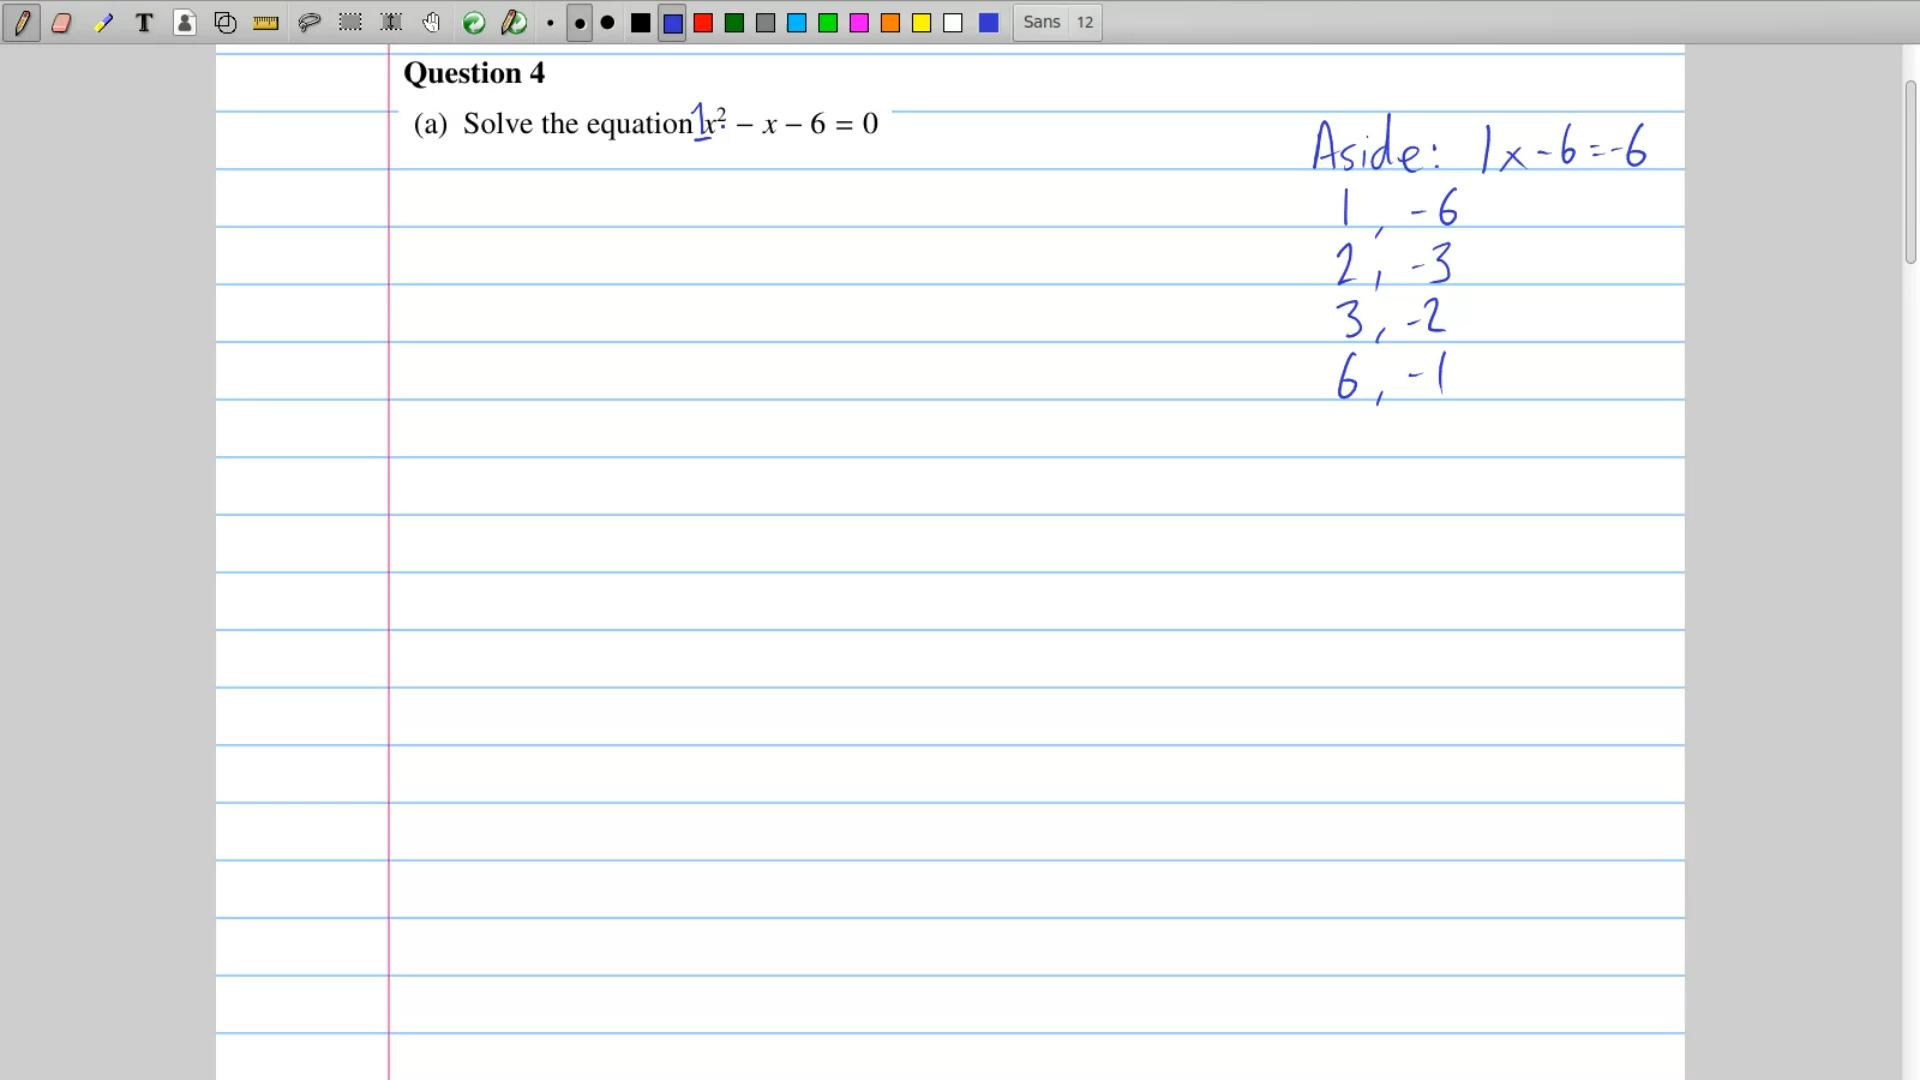 T Sans 12
Question 4
(a) Solve the equation 1x² − x − 6 = 0
Aside: 1x-6=-6
1, -6
2, -3
3, -2
6, -1